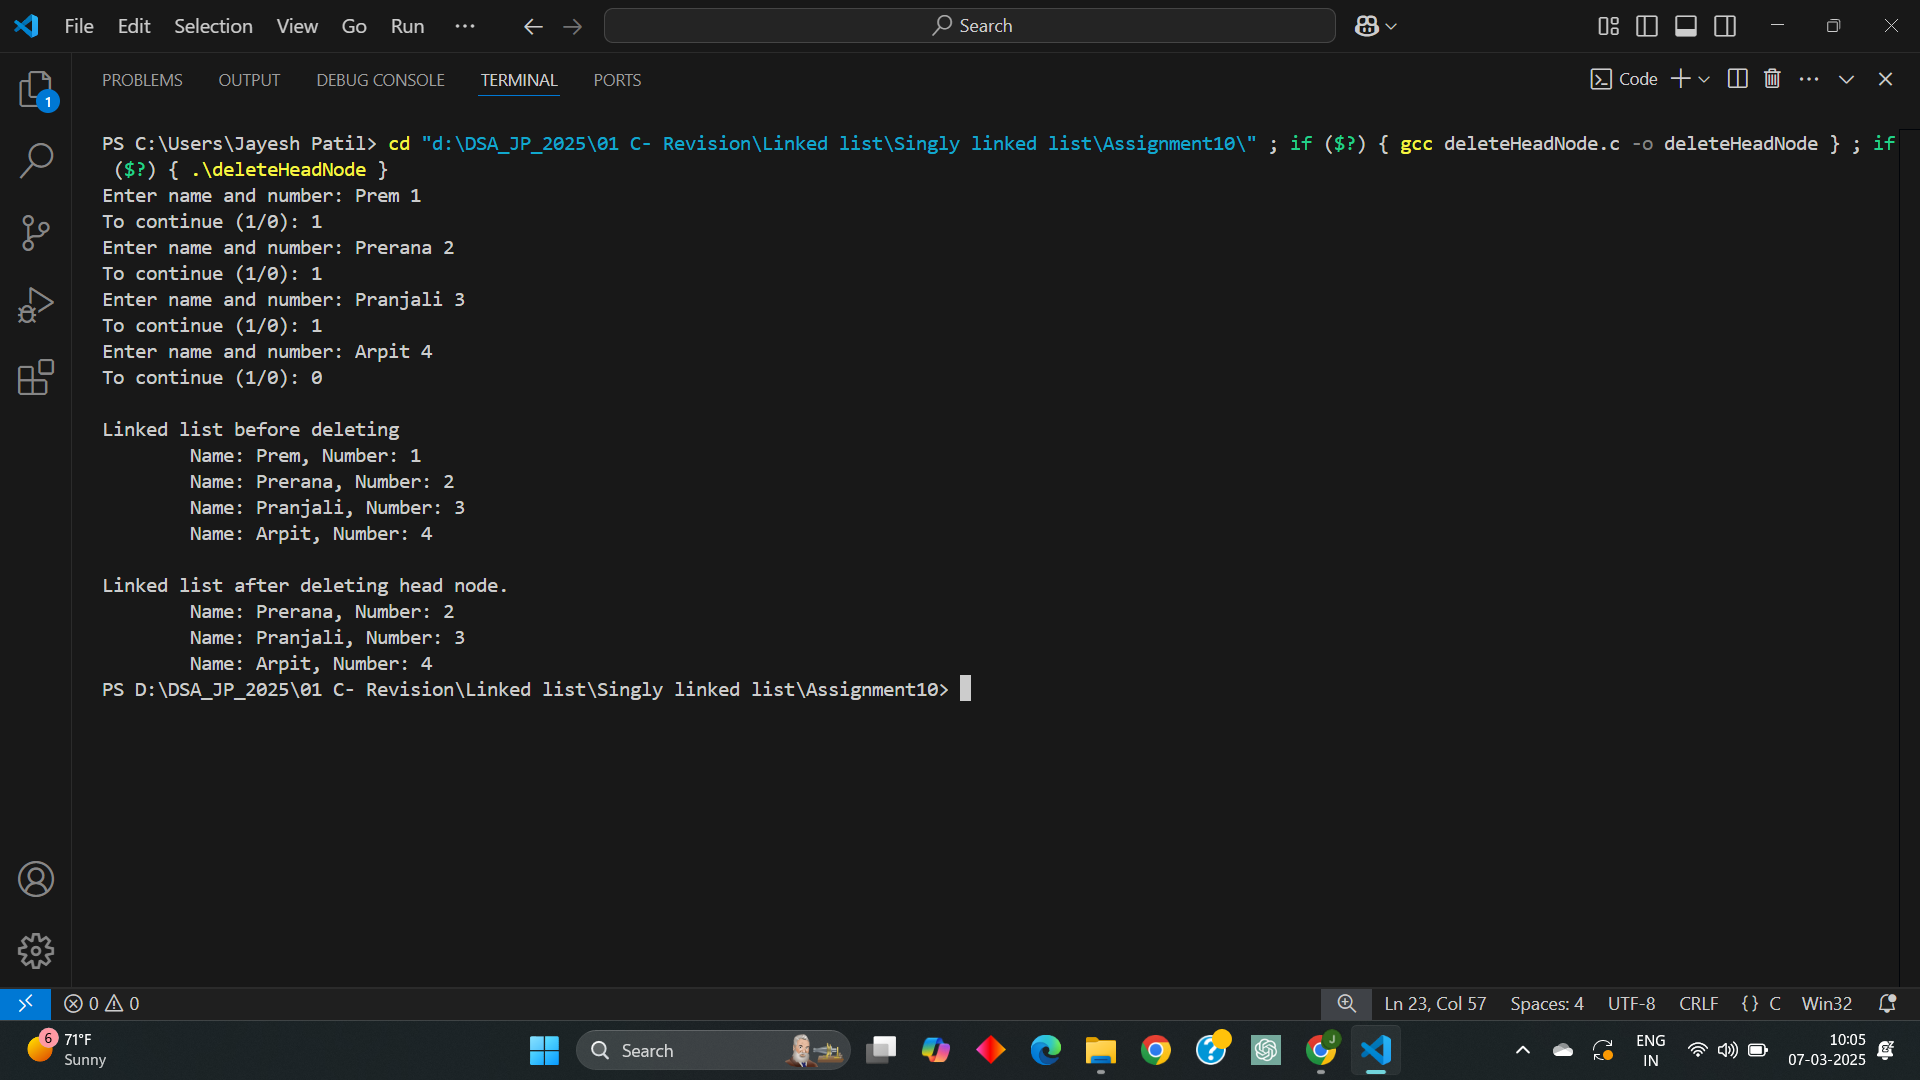 File Edit Selection View Go Run ··· Search
PROBLEMS OUTPUT DEBUG CONSOLE TERMINAL PORTS Code
1
PS C:\Users\Jayesh Patil> cd "d:\DSA_JP_2025\01 C- Revision\Linked list\Singly linked list\Assignment10\" ; if ($?) { gcc deleteHeadNode.c -o deleteHeadNode } ; if
($?) { .\deleteHeadNode }
Enter name and number: Prem 1
To continue (1/0): 1
Enter name and number: Prerana 2
To continue (1/0): 1
Enter name and number: Pranjali 3
To continue (1/0): 1
Enter name and number: Arpit 4
To continue (1/0): 0
Linked list before deleting
Name: Prem, Number: 1
Name: Prerana, Number: 2
Name: Pranjali, Number: 3
Name: Arpit, Number: 4
Linked list after deleting head node.
Name: Prerana, Number: 2
Name: Pranjali, Number: 3
Name: Arpit, Number: 4
PS D:\DSA_JP_2025\01 C- Revision\Linked list\Singly linked list\Assignment10>
0 0 Ln 23, Col 57 Spaces: 4 UTF-8 CRLF {} C Win32
6 71°F
Sunny
Search
J
ENG
IN
10:05
07-03-2025